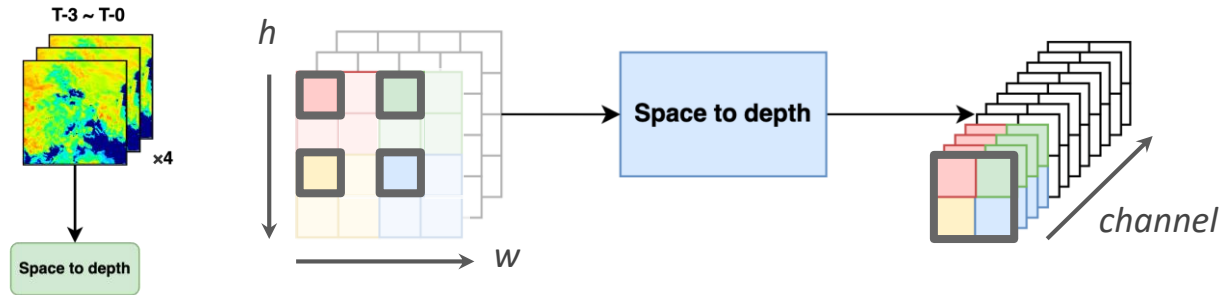 T-3 ~ T-0
×4
Space to depth
h
w
Space to depth
channel